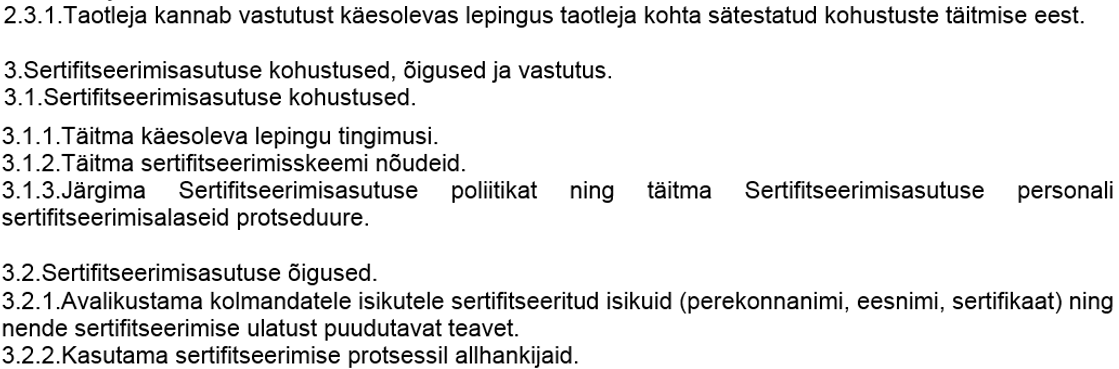 2.3.1.Taotleja kannab vastutust käesolevas lepingus taotleja kohta sätestatud kohustuste täitmise eest.
3.Sertifitseerimisasutuse kohustused, õigused ja vastutus.
3.1.Sertifitseerimisasutuse kohustused.
3.1.1.Täitma käesoleva lepingu tingimusi.
3.1.2.Täitma sertifitseerimisskeemi nõudeid.
3.1.3.Järgima Sertifitseerimisasutuse poliitikat ning täitma Sertifitseerimisasutuse personali
sertifitseerimisalaseid protseduure.
3.2.Sertifitseerimisasutuse õigused.
3.2.1.Avalikustama kolmandatele isikutele sertifitseeritud isikuid (perekonnanimi, eesnimi, sertifikaat) ning
nende sertifitseerimise ulatust puudutavat teavet.
3.2.2.Kasutama sertifitseerimise protsessil allhankijaid.